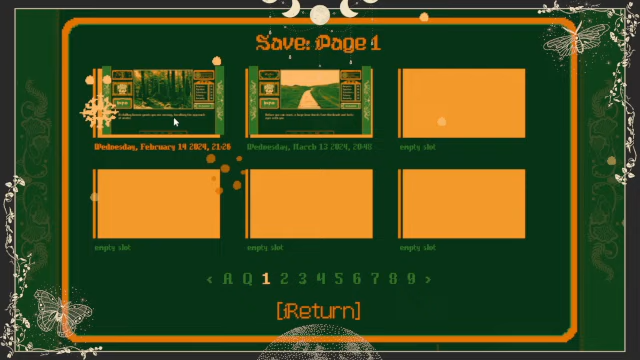 Save: Page 1
Wednesday, February 14 2024, 21:26
Wednesday, March 13 2024, 20:48
empty slot
empty slot
empty slot
empty slot
< A Q 1 2 3 4 5 6 7 8 9 >
[Return]